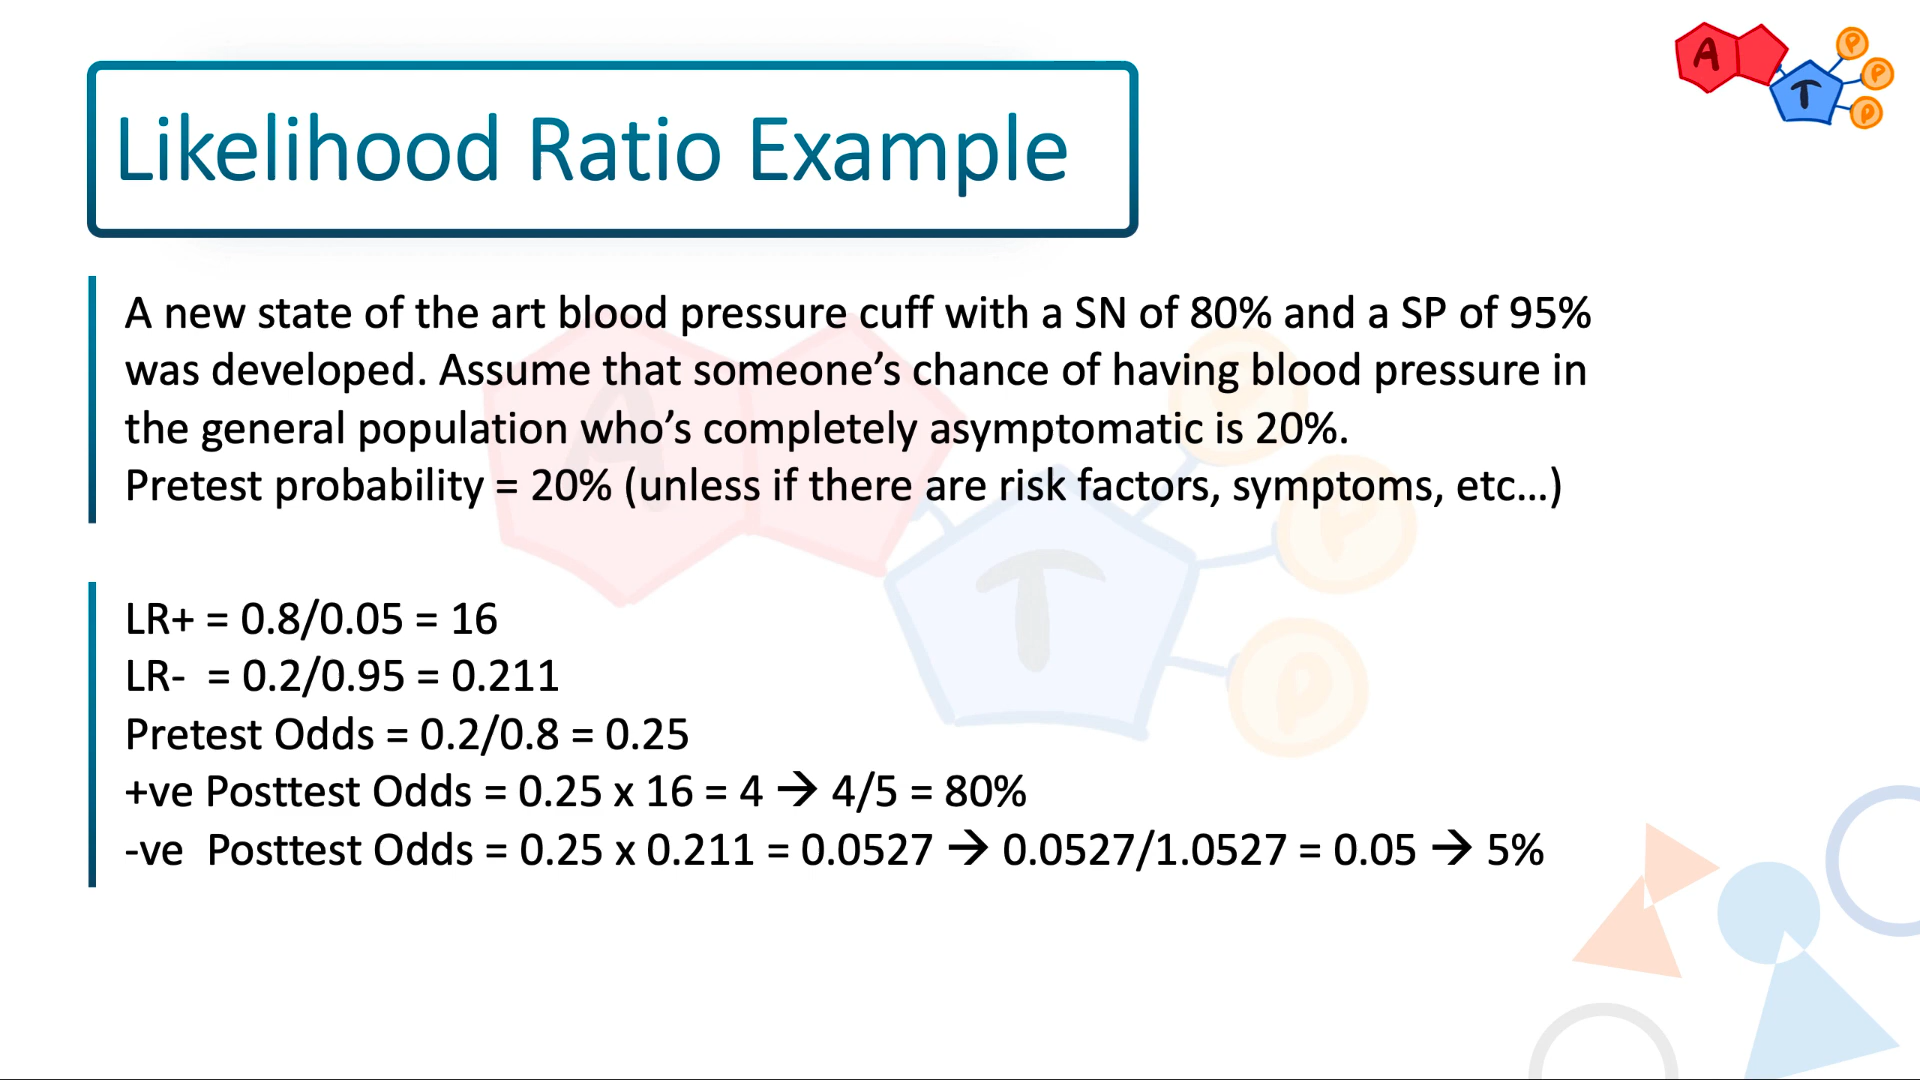 Likelihood Ratio Example
A
T
P
P
P
A new state of the art blood pressure cuff with a SN of 80% and a SP of 95%
was developed. Assume that someone’s chance of having blood pressure in
the general population who’s completely asymptomatic is 20%.
Pretest probability = 20% (unless if there are risk factors, symptoms, etc...)
LR+ = 0.8/0.05 = 16
LR-  = 0.2/0.95 = 0.211
Pretest Odds = 0.2/0.8 = 0.25
+ve Posttest Odds = 0.25 x 16 = 4 → 4/5 = 80%
-ve  Posttest Odds = 0.25 x 0.211 = 0.0527 → 0.0527/1.0527 = 0.05 → 5%
A
T
P
P
P